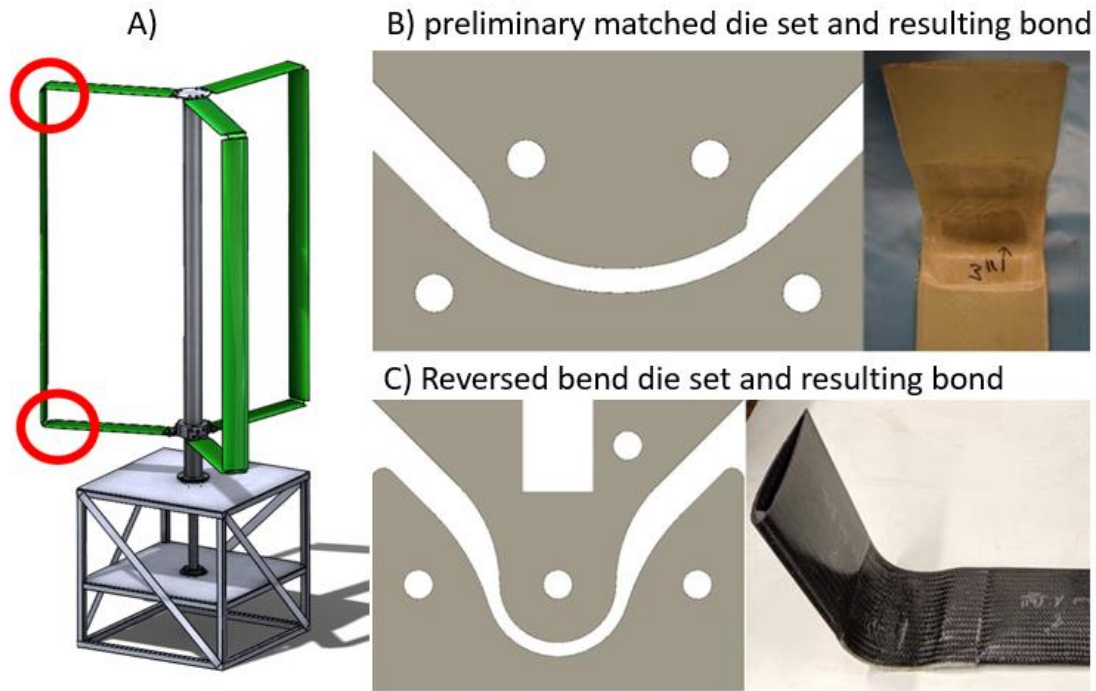 A)
B) preliminary matched die set and resulting bond
3"
C) Reversed bend die set and resulting bond